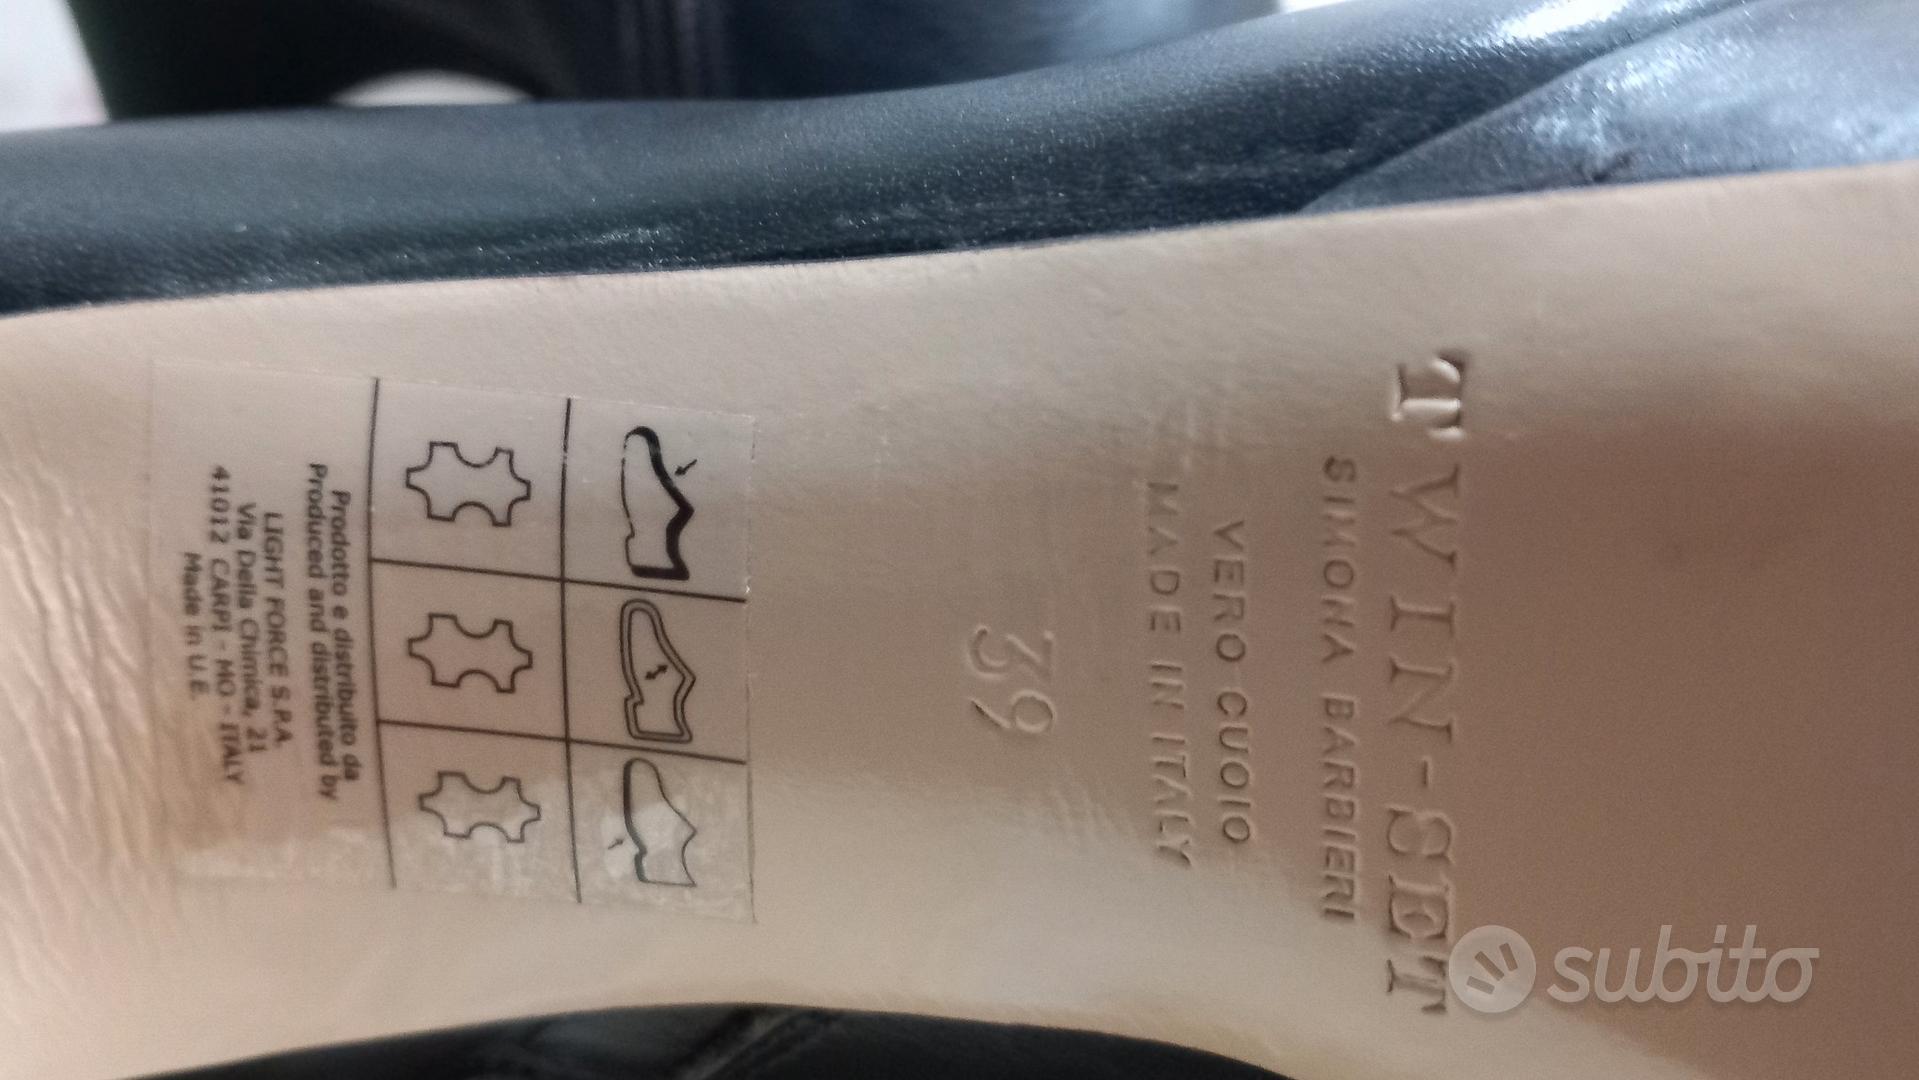 TWIN-SET
SIMONA BARBIERI
VERO CUOIO
MADE IN ITALY
39
Prodotto e distribuito da
Produced and distributed by
LIGHT FORCE S.P.A.
Via Della Chimica, 21
41012 CARPI - MO - ITALY
Made in U.E.
subito